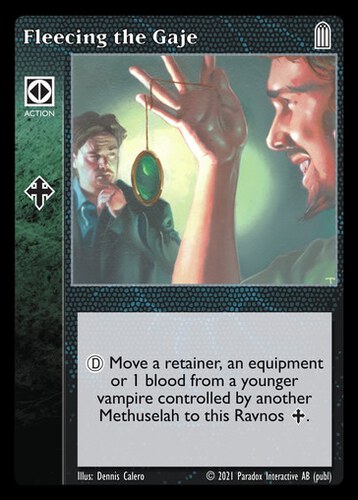 Fleecing the Gaje
ACTION
D Move a retainer, an equipment
or 1 blood from a younger
vampire controlled by another
Methuselah to this Ravnos.
Illus: Dennis Calero © 2021 Paradox Interactive AB (publ)